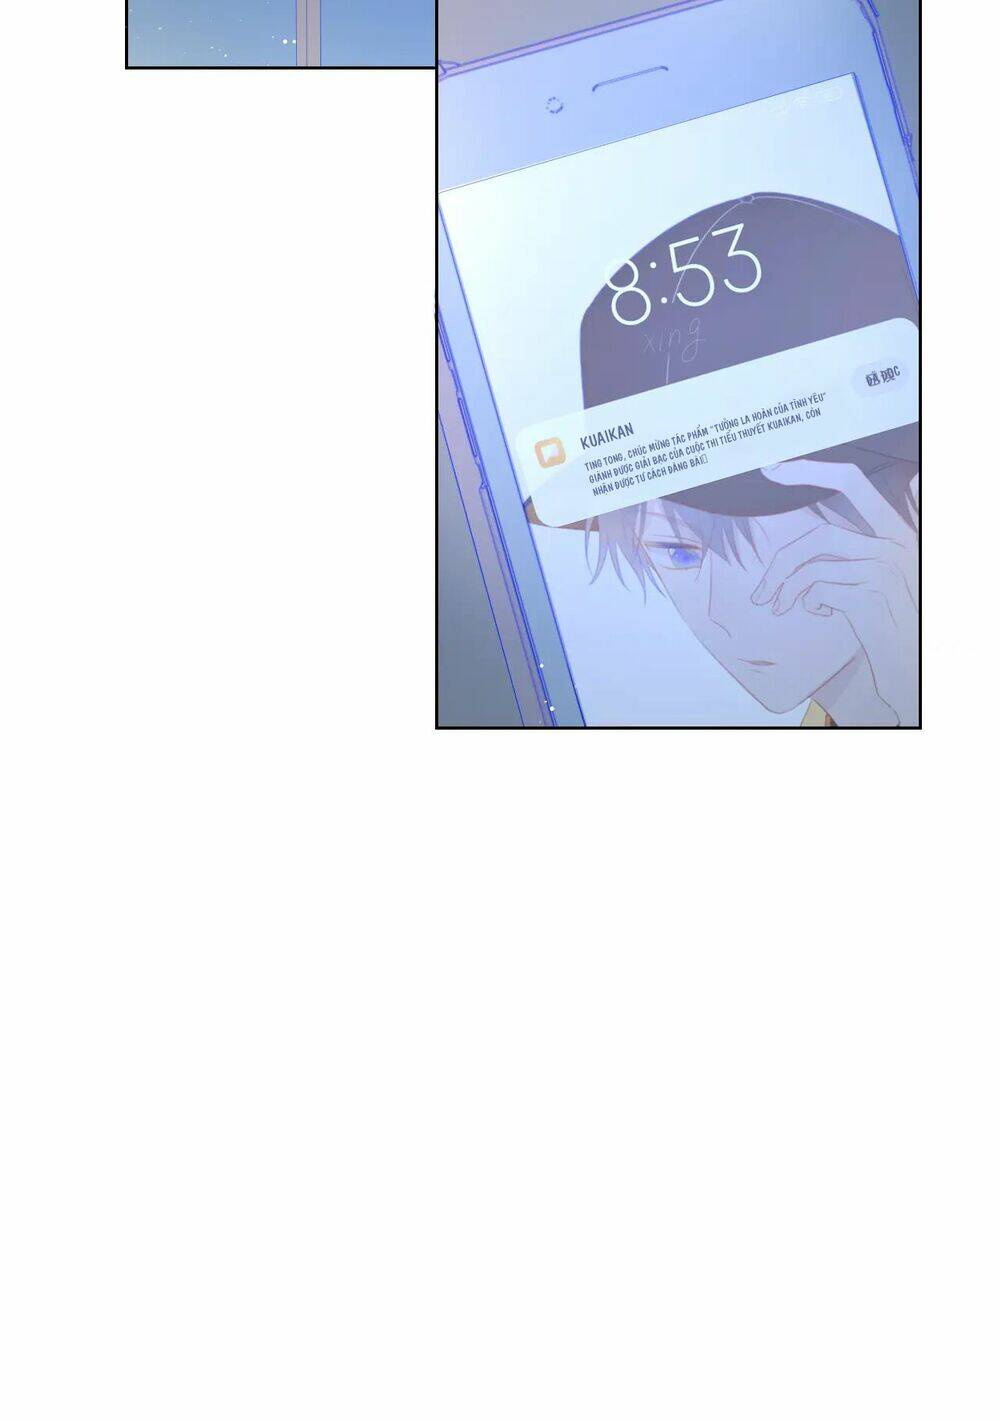 8:53
xing
KUAIKAN
ĐÃ ĐỌC
TING TONG, CHÚC MỪNG TÁC PHẨM "TƯỞNG LA HOÀN CỦA TÌNH YÊU"
GIÀNH ĐƯỢC GIẢI BẠC CỦA CUỘC THI TIỂU THUYẾT KUAIKAN, CÒN
NHẬN ĐƯỢC TƯ CÁCH ĐĂNG BÀI